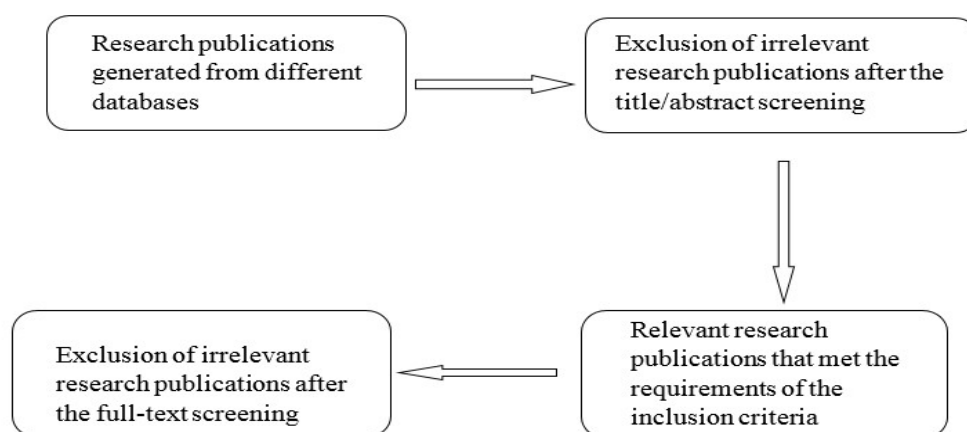 Research publications
generated from different
databases
Exclusion of irrelevant
research publications after the
title/abstract screening
Relevant research
publications that met the
requirements of the
inclusion criteria
Exclusion of irrelevant
research publications after
the full-text screening